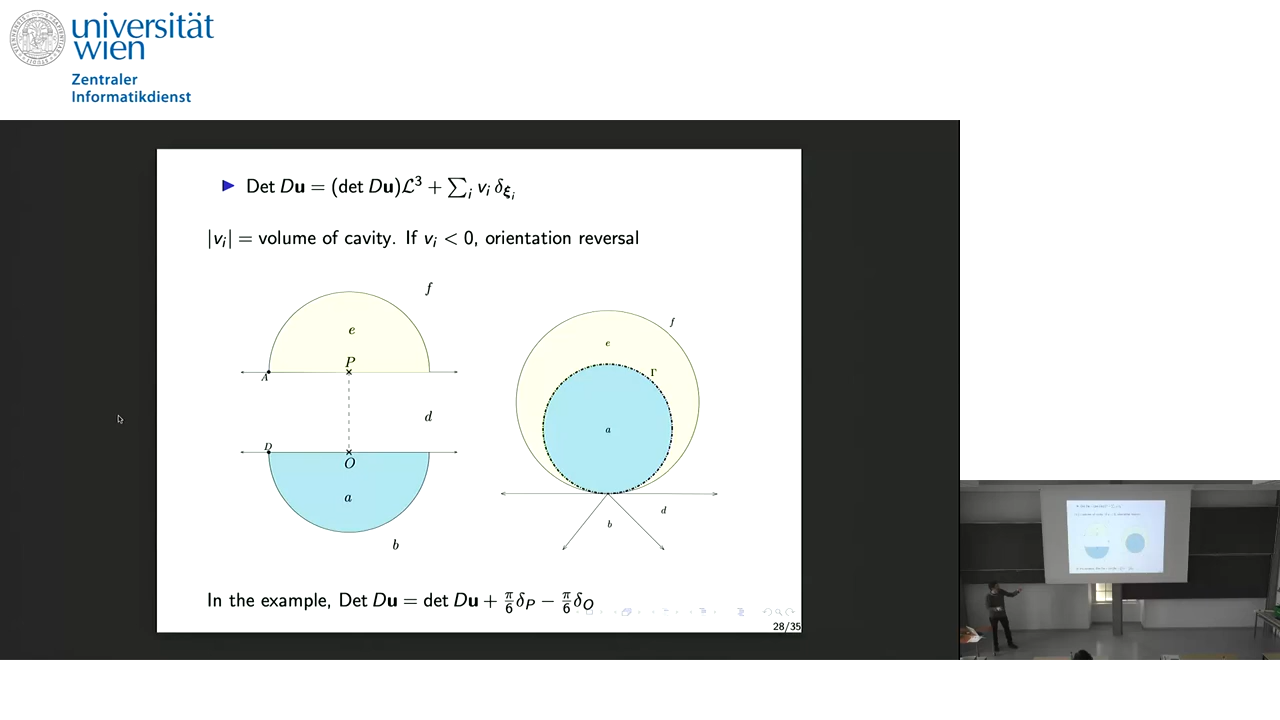 universität
wien
Zentraler
Informatikdienst
▶ Det Du = (det Du)ℒ³ + ∑ᵢ vᵢ δ_ξᵢ
|vᵢ| = volume of cavity. If vᵢ < 0, orientation reversal
f
e
P
A
d
D
O
a
b
f
e
Γ
a
d
b
In the example, Det Du = det Du + π/6 δ_P − π/6 δ_O
28/35